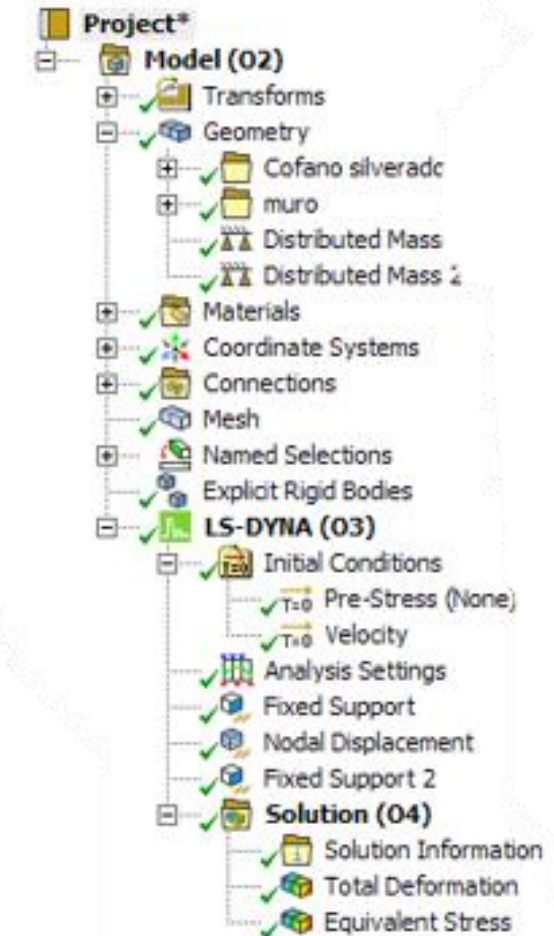 Project*
Model (O2)
Transforms
Geometry
Cofano silverado
muro
Distributed Mass
Distributed Mass 2
Materials
Coordinate Systems
Connections
Mesh
Named Selections
Explicit Rigid Bodies
LS-DYNA (O3)
Initial Conditions
T=0
T=0 Pre-Stress (None)
T=0 Velocity
Analysis Settings
Fixed Support
Nodal Displacement
Fixed Support 2
Solution (O4)
Solution Information
Total Deformation
Equivalent Stress